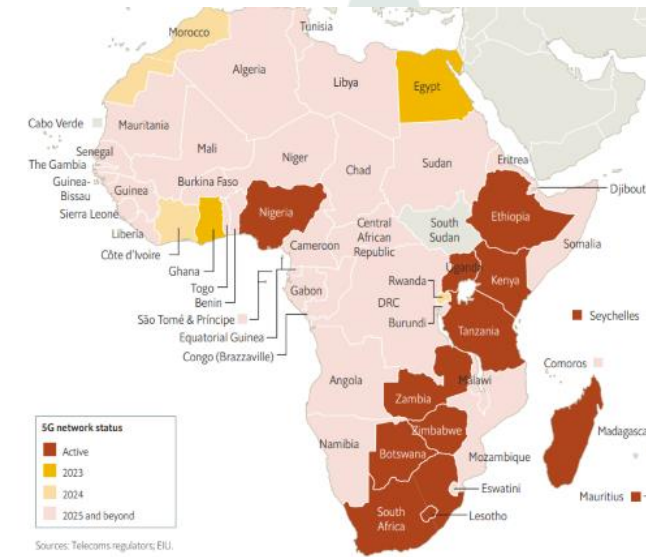 Tunisia
Morocco
Algeria
Libya
Egypt
Cabo Verde
Mauritania
Mali
Niger
Chad
Sudan
Eritrea
Senegal
The Gambia
Guinea-
Bissau
Guinea
Burkina Faso
Djibout
Sierra Leone
Nigeria
Ethiopia
South
Sudan
Liberia
Côte d'Ivoire
Ghana
Togo
Benin
Cameroon
Central
African
Republic
Somalia
Uganda
Kenya
Rwanda
Gabon
DRC
São Tomé & Príncipe
Equatorial Guinea
Congo (Brazzaville)
Burundi
Tanzania
Seychelles
Comoros
Angola
Malawi
Zambia
Zimbabwe
Madagasca
Namibia
Botswana
Mozambique
Eswatini
Mauritius
South
Africa
Lesotho
5G network status
Active
2023
2024
2025 and beyond
Sources: Telecoms regulators; EIU.